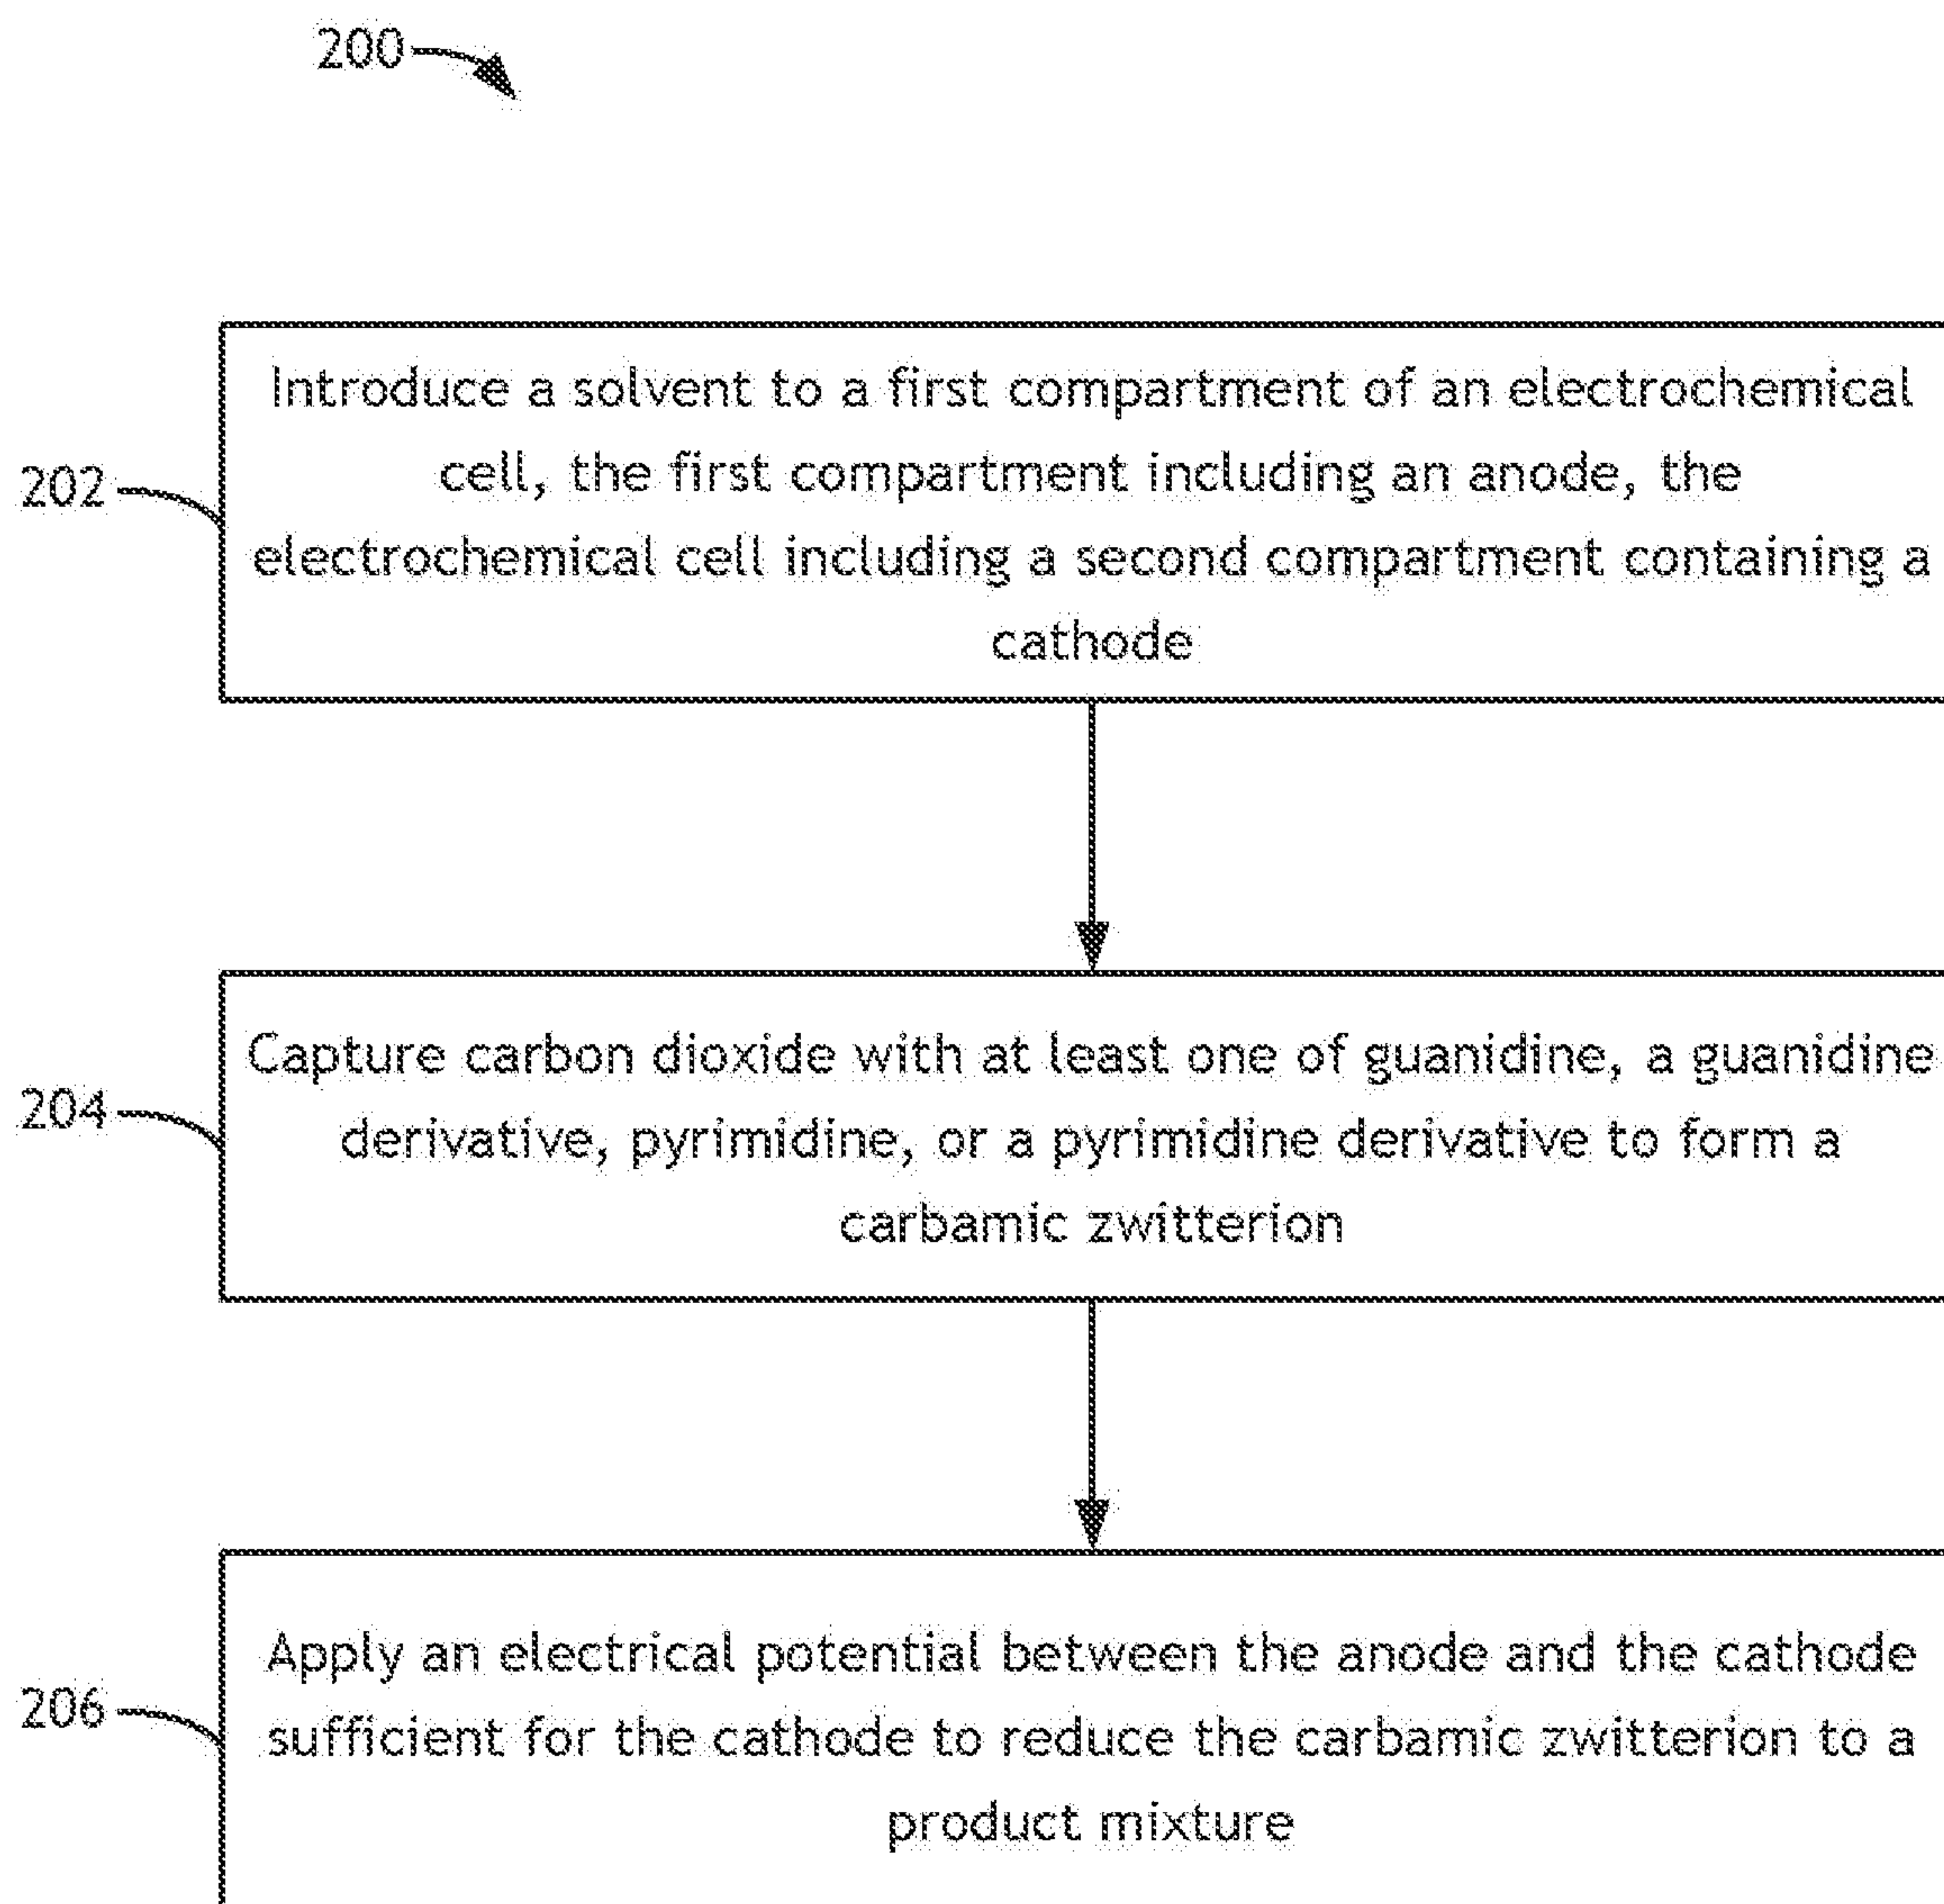 200
Introduce a solvent to a first compartment of an electrochemical
cell, the first compartment including an anode, the
electrochemical cell including a second compartment containing a
cathode
202
Capture carbon dioxide with at least one of guanidine, a guanidine
derivative, pyrimidine, or a pyrimidine derivative to form a
carbamic zwitterion
204
Apply an electrical potential between the anode and the cathode
sufficient for the cathode to reduce the carbamic zwitterion to a
product mixture
206